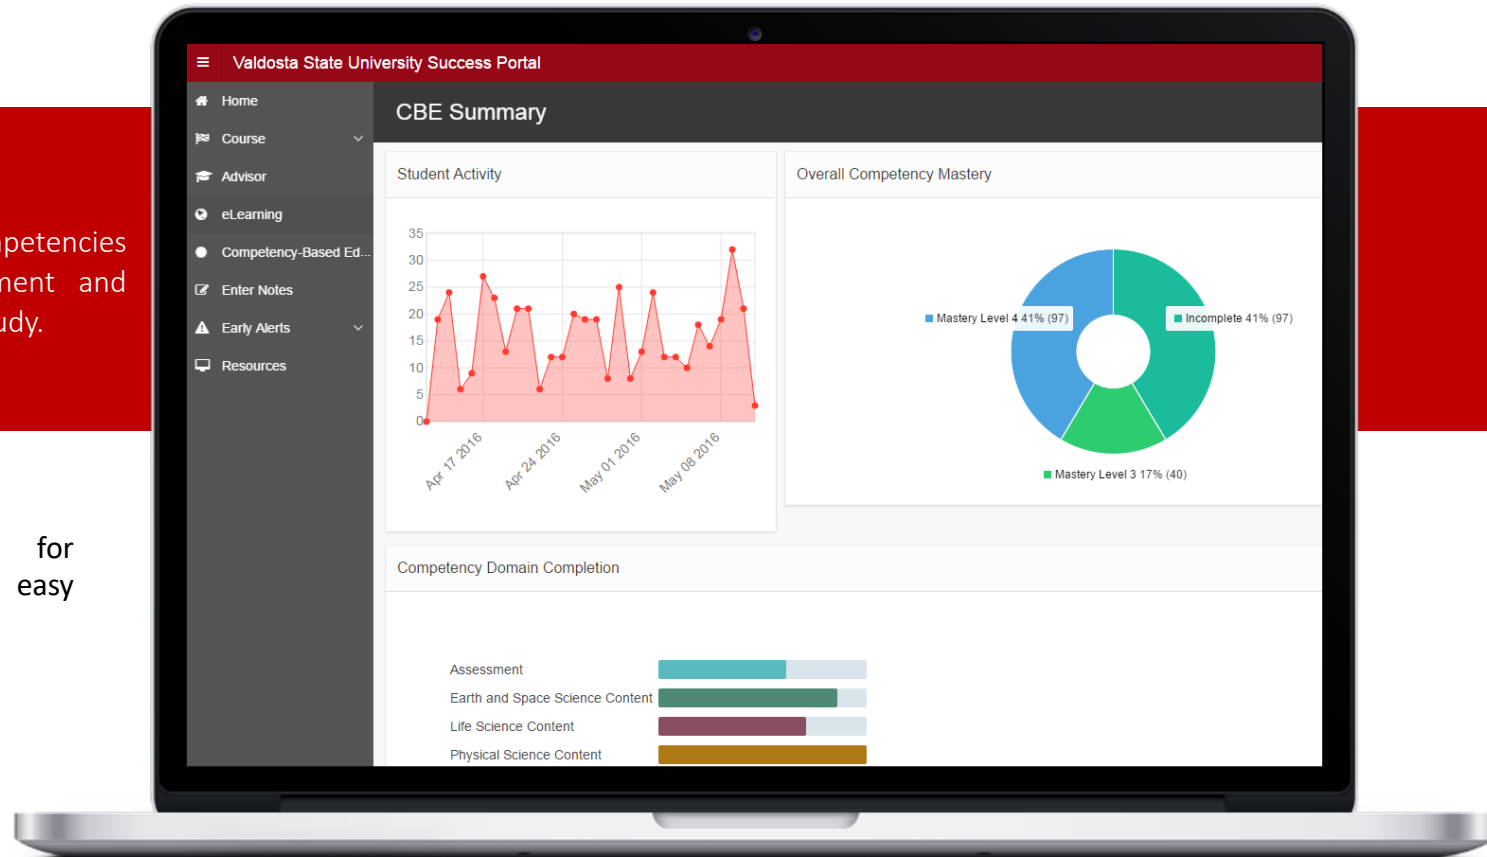 Valdosta State University Success Portal
Home
Course
Advisor
eLearning
Competency-Based Ed...
Enter Notes
Early Alerts
Resources
CBE Summary
Student Activity
35
30
25
20
15
10
5
0
Apr 17 2016
Apr 24 2016
May 01 2016
May 08 2016
Overall Competency Mastery
Mastery Level 4 41% (97)
Incomplete 41% (97)
Mastery Level 3 17% (40)
Competency Domain Completion
Assessment
Earth and Space Science Content
Life Science Content
Physical Science Content
and
for
easy